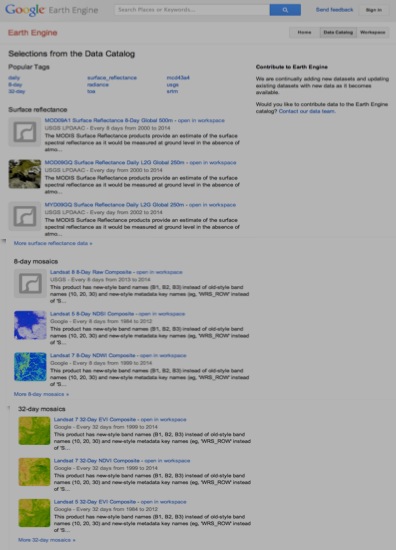 Google Earth Engine
Search Places or Keywords...
Send feedback
Sign in
Earth Engine
Home
Data Catalog
Workspace
Selections from the Data Catalog
Popular Tags
daily surface_reflectance mcd43a4
8-day radiance usgs
32-day toa srtm
Contribute to Earth Engine
We are continually adding new datasets and updating
existing datasets with new data as it becomes
available.
Would you like to contribute data to the Earth Engine
catalog? Contact our data team.
Surface reflectance
MOD09A1 Surface Reflectance 8-Day Global 500m - open in workspace
USGS LPDAAC - Every 8 days from 2000 to 2014
The MODIS Surface Reflectance products provide an estimate of the surface
spectral reflectance as it would be measured at ground level in the absence of
atmo...
MOD09GQ Surface Reflectance Daily L2G Global 250m - open in workspace
USGS LPDAAC - Every day from 2000 to 2014
The MODIS Surface Reflectance products provide an estimate of the surface
spectral reflectance as it would be measured at ground level in the absence of
atmo...
MYD09GQ Surface Reflectance Daily L2G Global 250m - open in workspace
USGS LPDAAC - Every day from 2002 to 2014
The MODIS Surface Reflectance products provide an estimate of the surface
spectral reflectance as it would be measured at ground level in the absence of
atmo...
More surface reflectance data »
8-day mosaics
Landsat 8 8-Day Raw Composite - open in workspace
USGS - Every 8 days from 2013 to 2014
This product has new-style band names (B1, B2, B3) instead of old-style band
names (10, 20, 30) and new-style metadata key names (eg, 'WRS_ROW' instead
of 'S...
Landsat 5 8-Day NDSI Composite - open in workspace
Google - Every 8 days from 1984 to 2012
This product has new-style band names (B1, B2, B3) instead of old-style band
names (10, 20, 30) and new-style metadata key names (eg, 'WRS_ROW' instead
of 'S...
Landsat 7 8-Day NDWI Composite - open in workspace
Google - Every 8 days from 1999 to 2014
This product has new-style band names (B1, B2, B3) instead of old-style band
names (10, 20, 30) and new-style metadata key names (eg, 'WRS_ROW' instead
of 'S...
More 8-day mosaics »
32-day mosaics
Landsat 7 32-Day EVI Composite - open in workspace
Google - Every 32 days from 1999 to 2014
This product has new-style band names (B1, B2, B3) instead of old-style band
names (10, 20, 30) and new-style metadata key names (eg, 'WRS_ROW' instead
of 'S...
Landsat 7 32-Day NDVI Composite - open in workspace
Google - Every 32 days from 1999 to 2014
This product has new-style band names (B1, B2, B3) instead of old-style band
names (10, 20, 30) and new-style metadata key names (eg, 'WRS_ROW' instead
of 'S...
Landsat 5 32-Day EVI Composite - open in workspace
Google - Every 32 days from 1984 to 2012
This product has new-style band names (B1, B2, B3) instead of old-style band
names (10, 20, 30) and new-style metadata key names (eg, 'WRS_ROW' instead
of 'S...
More 32-day mosaics »